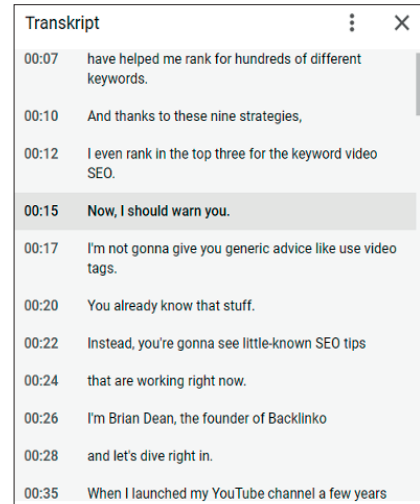 Transkript
00:07 have helped me rank for hundreds of different
keywords.
00:10 And thanks to these nine strategies,
00:12 I even rank in the top three for the keyword video
SEO.
00:15 Now, I should warn you.
00:17 I'm not gonna give you generic advice like use video
tags.
00:20 You already know that stuff.
00:22 Instead, you're gonna see little-known SEO tips
00:24 that are working right now.
00:26 I'm Brian Dean, the founder of Backlinko
00:28 and let's dive right in.
00:35 When I launched my YouTube channel a few years